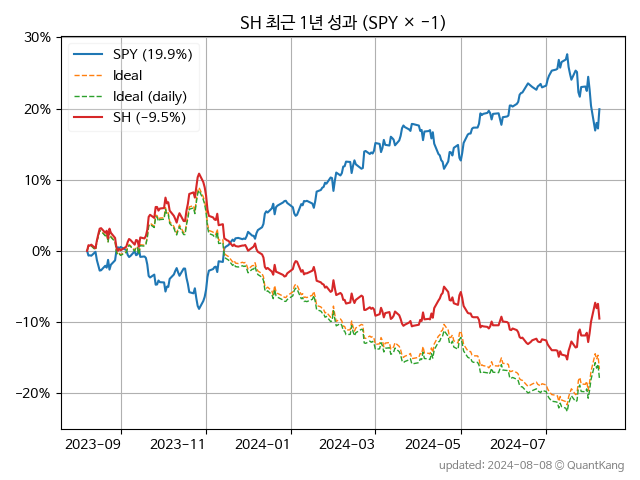 SH 최근 1년 성과 (SPY × −1)
30%
20%
10%
0%
−10%
−20%
SPY (19.9%)
Ideal
Ideal (daily)
SH (−9.5%)
2023-09
2023-11
2024-01
2024-03
2024-05
2024-07
updated: 2024-08-08 © QuantKang